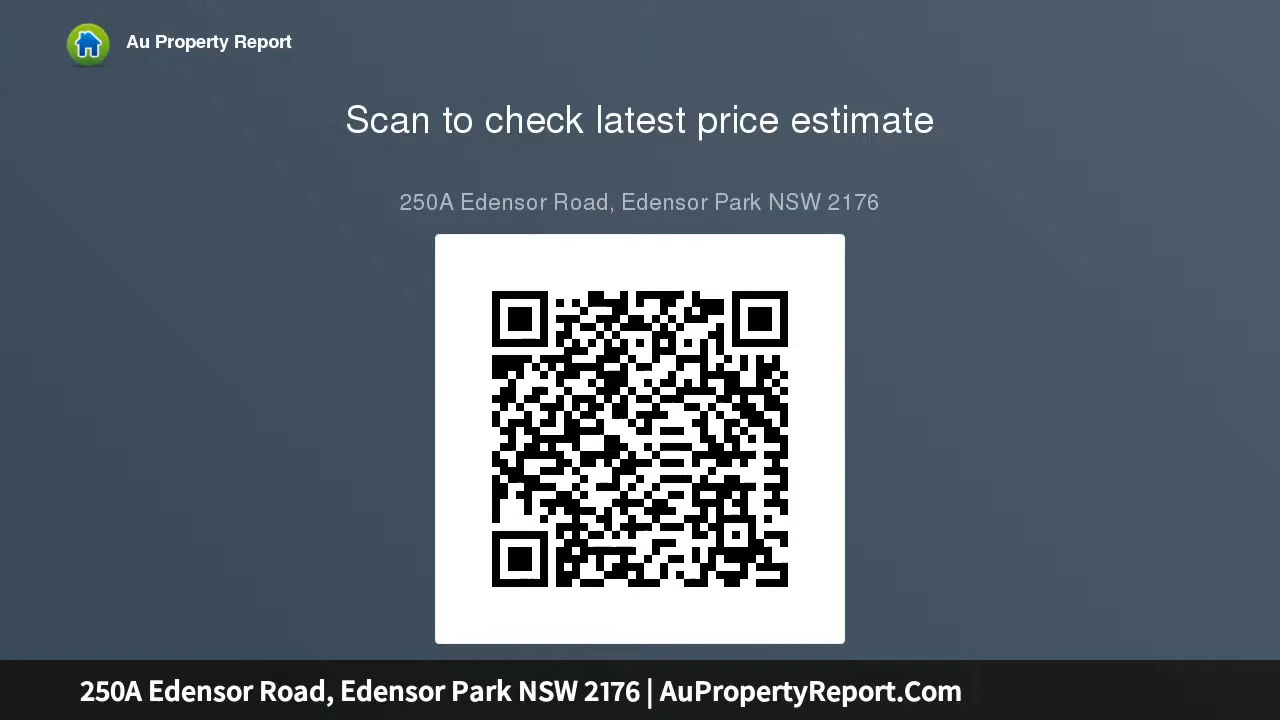 Au Property Report
Scan to check latest price estimate
250A Edensor Road, Edensor Park NSW 2176
250A Edensor Road, Edensor Park NSW 2176 | AuPropertyReport.Com